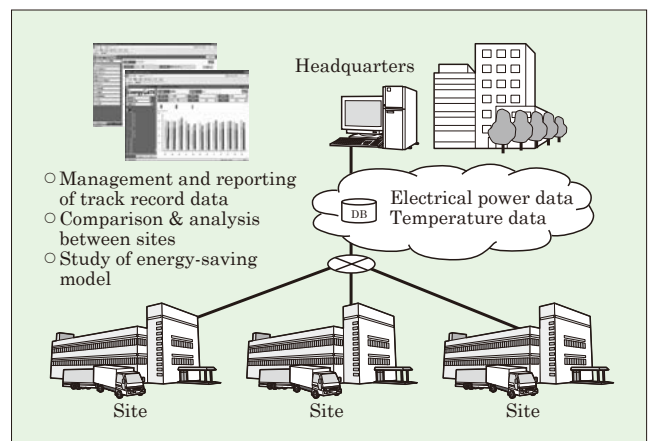 Headquarters
○ Management and reporting
of track record data
○ Comparison & analysis
between sites
○ Study of energy-saving
model
DB
Electrical power data
Temperature data
Site
Site
Site